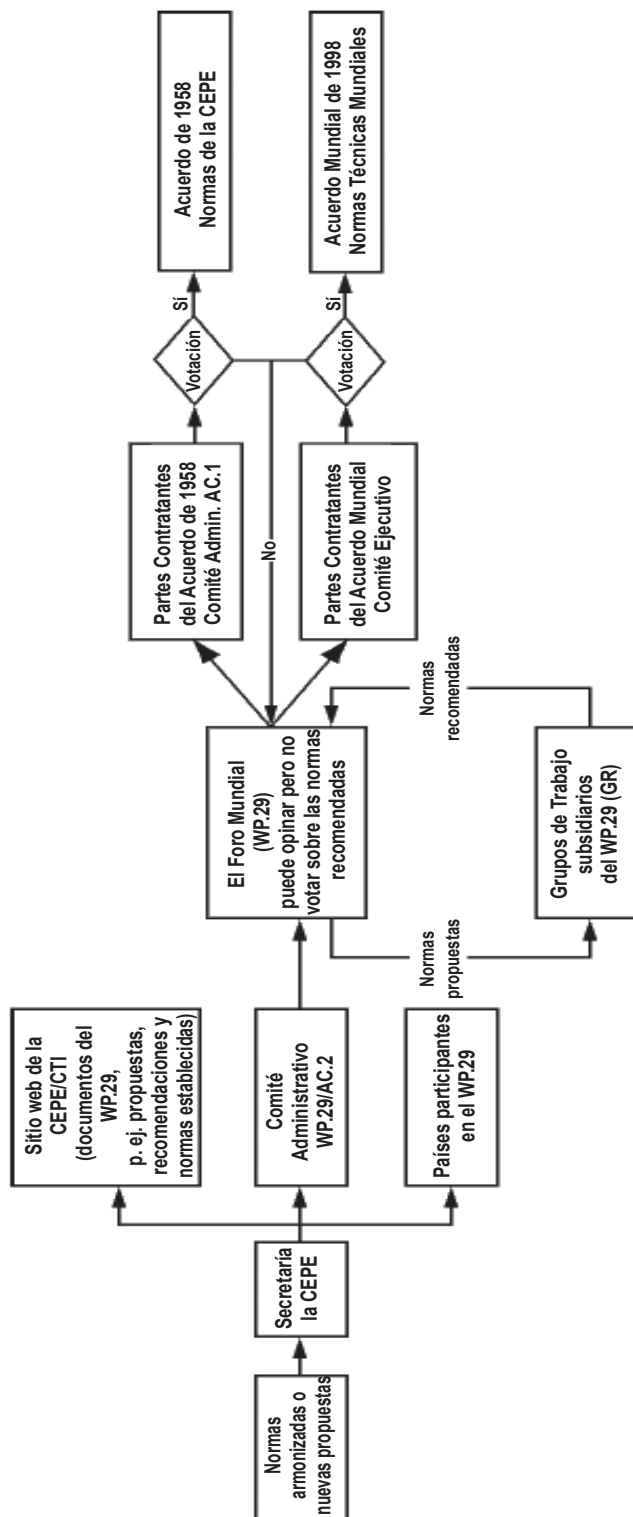 Normas
armonizadas o
nuevas propuestas
Secretaría
la CEPE
Sitio web de la
CEPE/CTI
(documentos del
WP.29,
p. ej. propuestas,
recomendaciones y
normas establecidas)
Comité
Administrativo
WP.29/AC.2
Países participantes
en el WP.29
El Foro Mundial
(WP.29)
puede opinar pero no
votar sobre las normas
recomendadas
Normas
propuestas
Normas
recomendadas
Grupos de Trabajo
subsidiarios
del WP.29 (GR)
Partes Contratantes
del Acuerdo de 1958
Comité Admin. AC.1
No
Partes Contratantes
del Acuerdo Mundial
Comité Ejecutivo
Votación
Sí
Votación
Sí
Acuerdo de 1958
Normas de la CEPE
Acuerdo Mundial de 1998
Normas Técnicas Mundiales